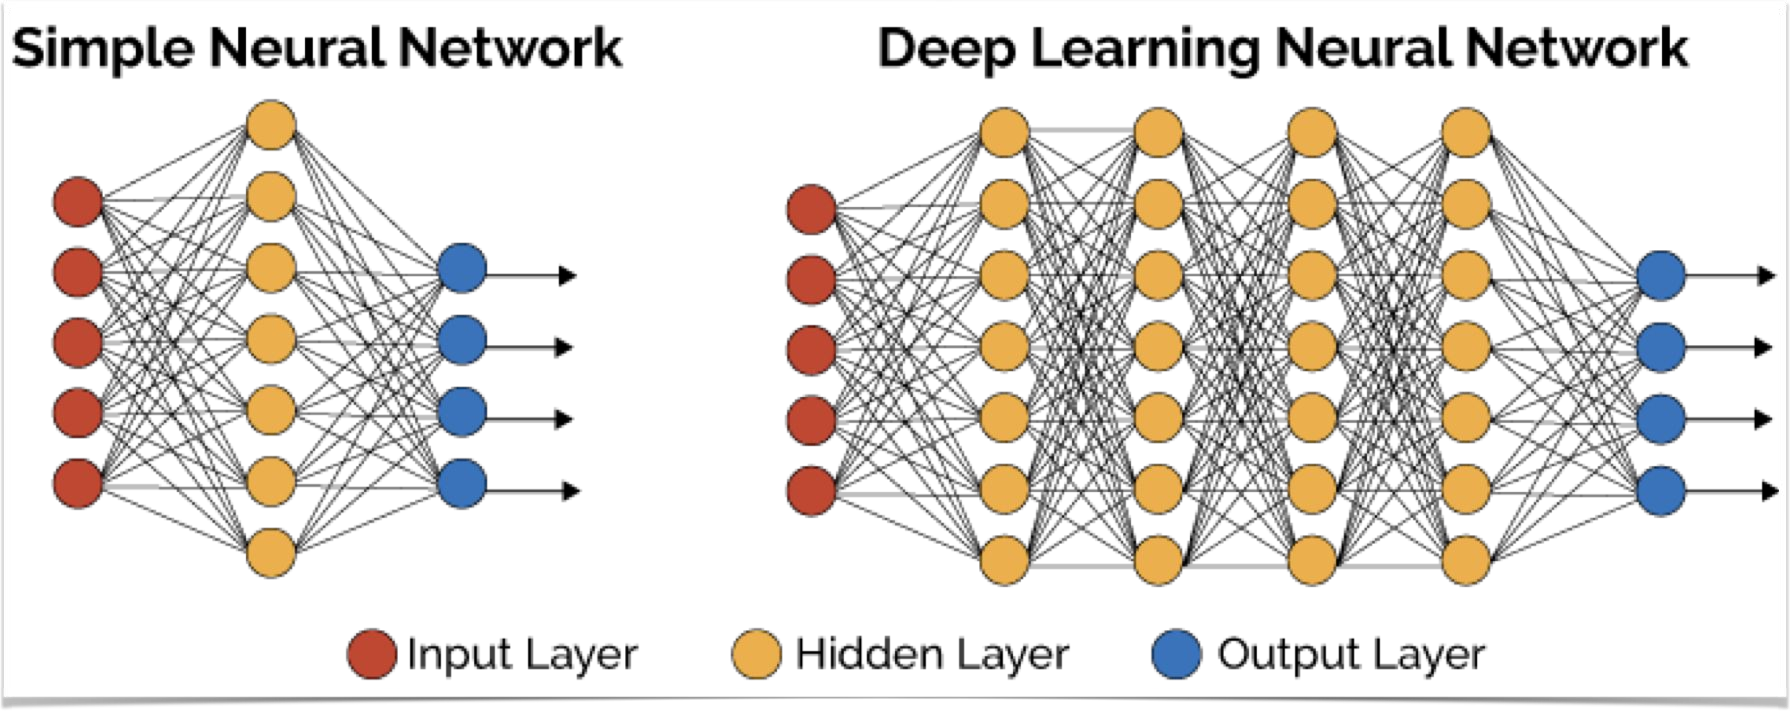 Simple Neural Network
Deep Learning Neural Network
Input Layer
Hidden Layer
Output Layer